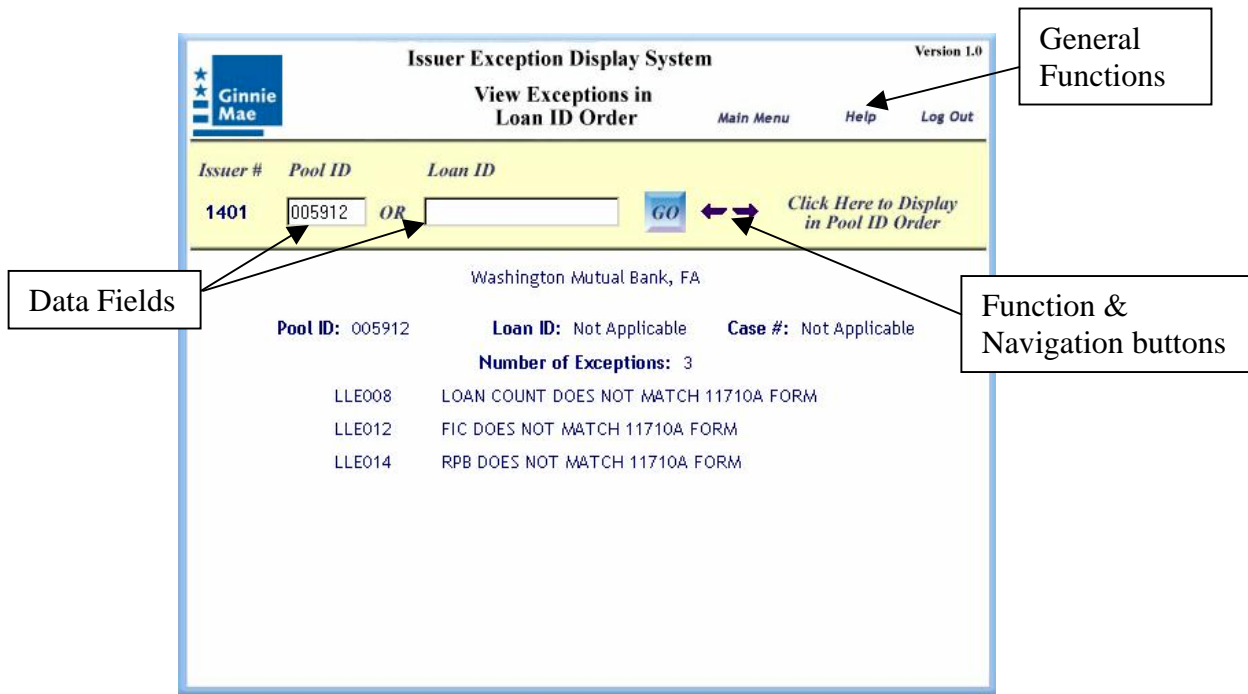 Issuer Exception Display System
Version 1.0
Ginnie
Mae
View Exceptions in
Loan ID Order
Main Menu Help Log Out
General
Functions
Issuer # Pool ID Loan ID
1401 005912 OR GO Click Here to Display
in Pool ID Order
Data Fields
Washington Mutual Bank, FA
Function &
Navigation buttons
Pool ID: 005912 Loan ID: Not Applicable Case #: Not Applicable
Number of Exceptions: 3
LLE008 LOAN COUNT DOES NOT MATCH 11710A FORM
LLE012 FIC DOES NOT MATCH 11710A FORM
LLE014 RPB DOES NOT MATCH 11710A FORM